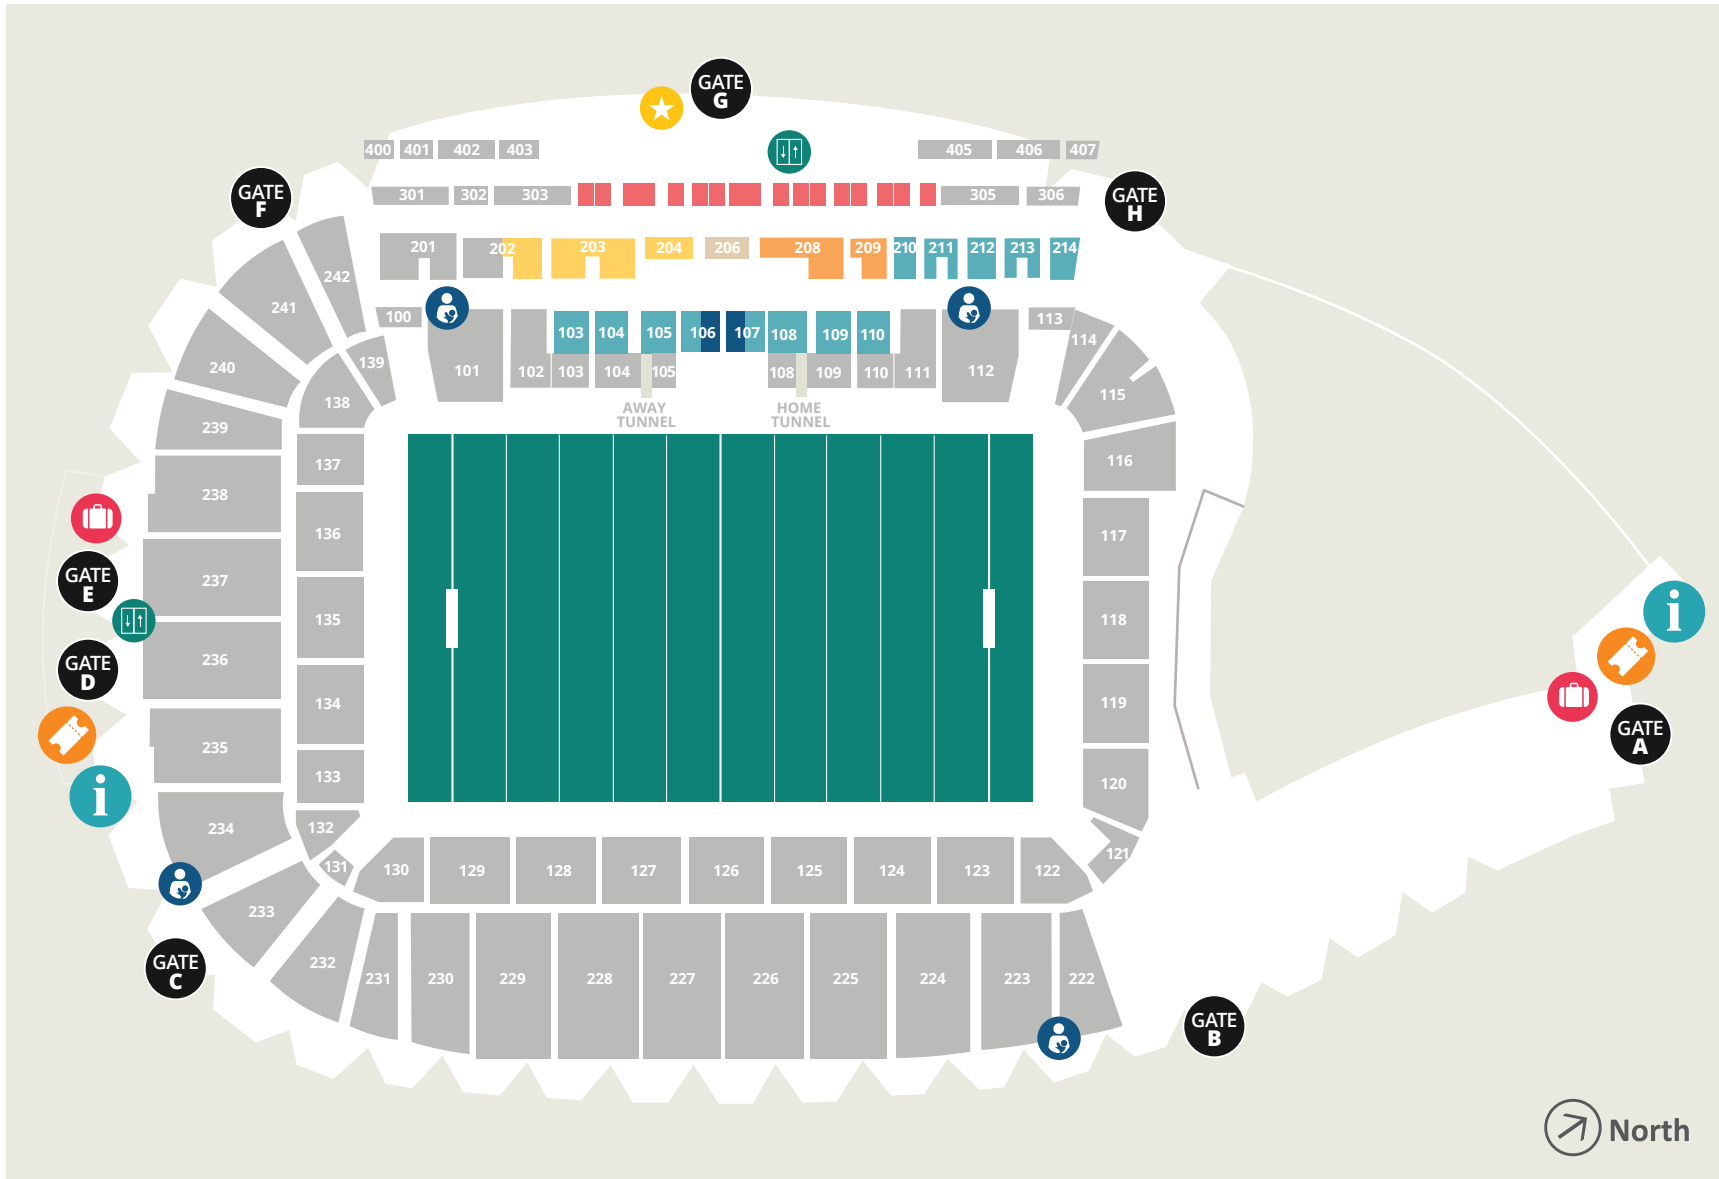 GATE
G
400 401 402 403 405 406 407
GATE
F
301 302 303 305 306
GATE
H
201 202 203 204 206 208 209 210 211 212 213 214
242
241
100
103 104 105 106 107 108 109 110
113
114
139
240
101 102 103 104 105 108 109 110 111 112
115
138
AWAY
TUNNEL
HOME
TUNNEL
239
137
116
238
136
117
GATE
E
237
135
118
i
236
GATE
D
134
119
235
GATE
A
133
120
i
234
132
121
131
130 129 128 127 126 125 124 123 122
233
GATE
C
232
231 230 229 228 227 226 225 224 223 222
GATE
B
North